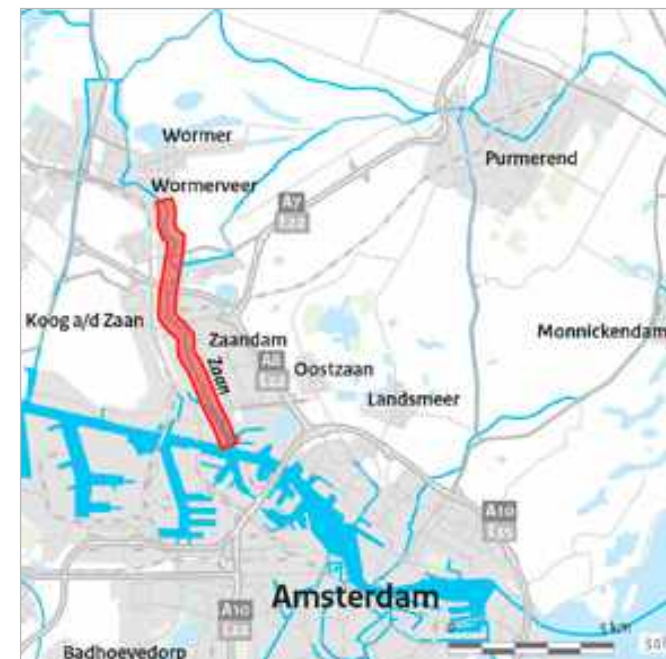 Wormer
Purmerend
Wormerveer
A7
E22
Koog a/d Zaan
Zaandam
Monnickendam
Zaan
A8
E22
Oostzaan
Landsmeer
A10
E35
Amsterdam
A10
E22
0
5 km
Badhoevedorp